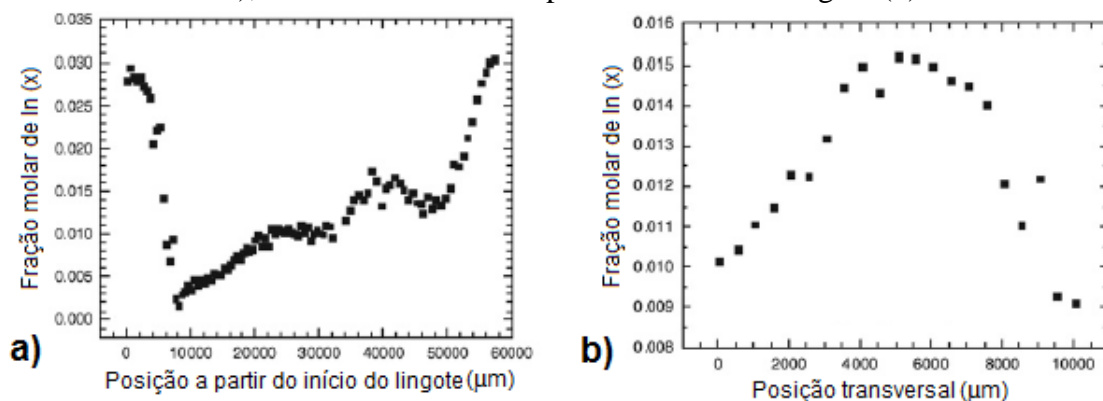 a)
Fração molar de In (x)
0.035
0.030
0.025
0.020
0.015
0.010
0.005
0.000
0 10000 20000 30000 40000 50000 60000
Posição a partir do início do lingote (μm)
b)
Fração molar de In (x)
0.016
0.015
0.014
0.013
0.012
0.011
0.010
0.009
0.008
0 2000 4000 6000 8000 10000
Posição transversal (μm)